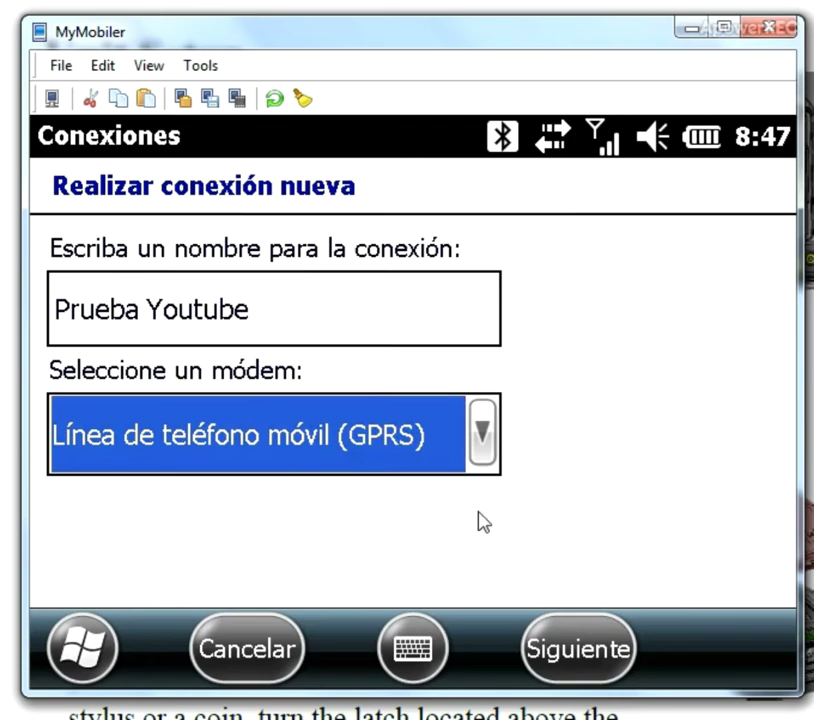 MyMobiler
File Edit View Tools
Conexiones 8:47
Realizar conexión nueva
Escriba un nombre para la conexión:
Prueba Youtube
Seleccione un módem:
Línea de teléfono móvil (GPRS)
Cancelar Siguiente
stylus or a coin, turn the latch located above the